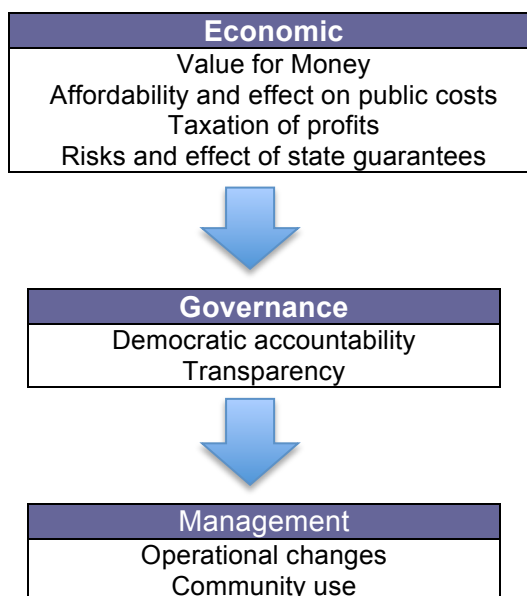 Economic
Value for Money
Affordability and effect on public costs
Taxation of profits
Risks and effect of state guarantees
Governance
Democratic accountability
Transparency
Management
Operational changes
Community use